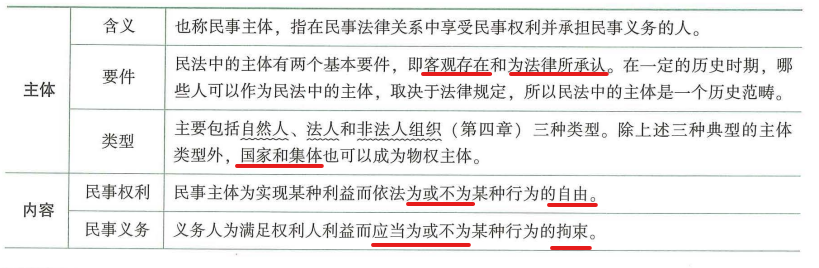 含义
也称民事主体，指在民事法律关系中享受民事权利并承担民事义务的人。
主体
要件
民法中的主体有两个基本要件，即客观存在和为法律所承认。在一定的历史时期，哪
些人可以作为民法中的主体，取决于法律规定，所以民法中的主体是一个历史范畴。
类型
主要包括自然人、法人和非法人组织（第四章）三种类型。除上述三种典型的主体
类型外，国家和集体也可以成为物权主体。
内容
民事权利
民事主体为实现某种利益而依法为或不为某种行为的自由。
民事义务
义务人为满足权利人利益而应当为或不为某种行为的拘束。